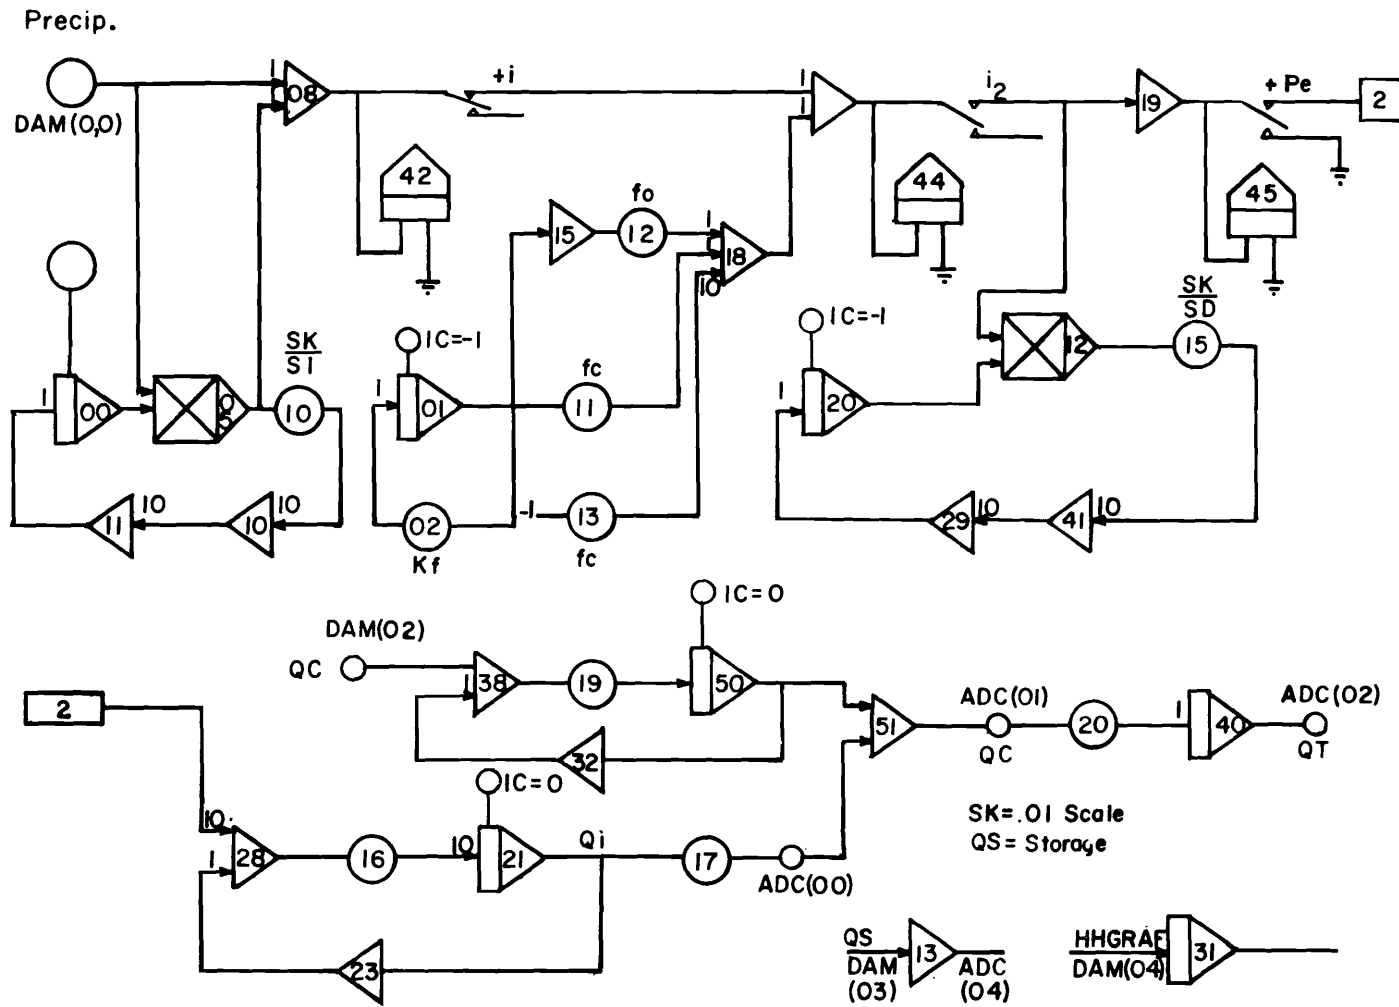 Precip.
DAM(0,0)
1
08
+i
1
1
i2
19
+ Pe
2
42
44
45
15
fo
12
1
1
18
10
SK
SI
IC=-1
1
00
05
10
1
01
fc
11
IC=-1
1
20
12
SK
SD
15
11
10
10
10
02
Kf
-1
13
fc
29
10
41
10
DAM(02)
QC
38
1
19
IC=0
50
32
51
ADC(01)
QC
20
1
40
ADC(02)
QT
2
10
1
28
16
10
IC=0
21
Qi
17
ADC(00)
23
SK=.01 Scale
QS= Storage
QS
DAM
(03)
13
ADC
(04)
HHGRAF
DAM(04)
31